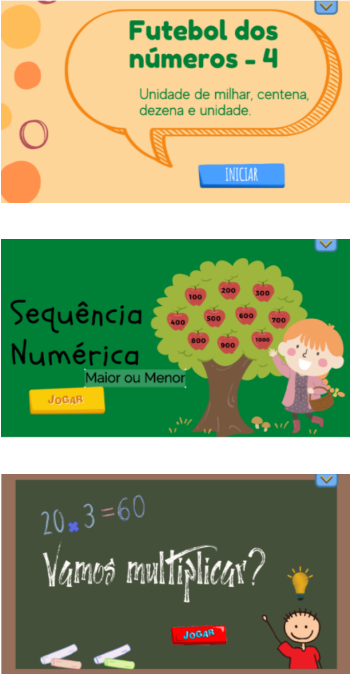 Futebol dos
números - 4
Unidade de milhar, centena,
dezena e unidade.
INICIAR
Sequência
Numérica
Maior ou Menor
JOGAR
100
200
300
400
500
600
700
800
900
1000
20 x 3 = 60
Vamos multiplicar?
JOGAR